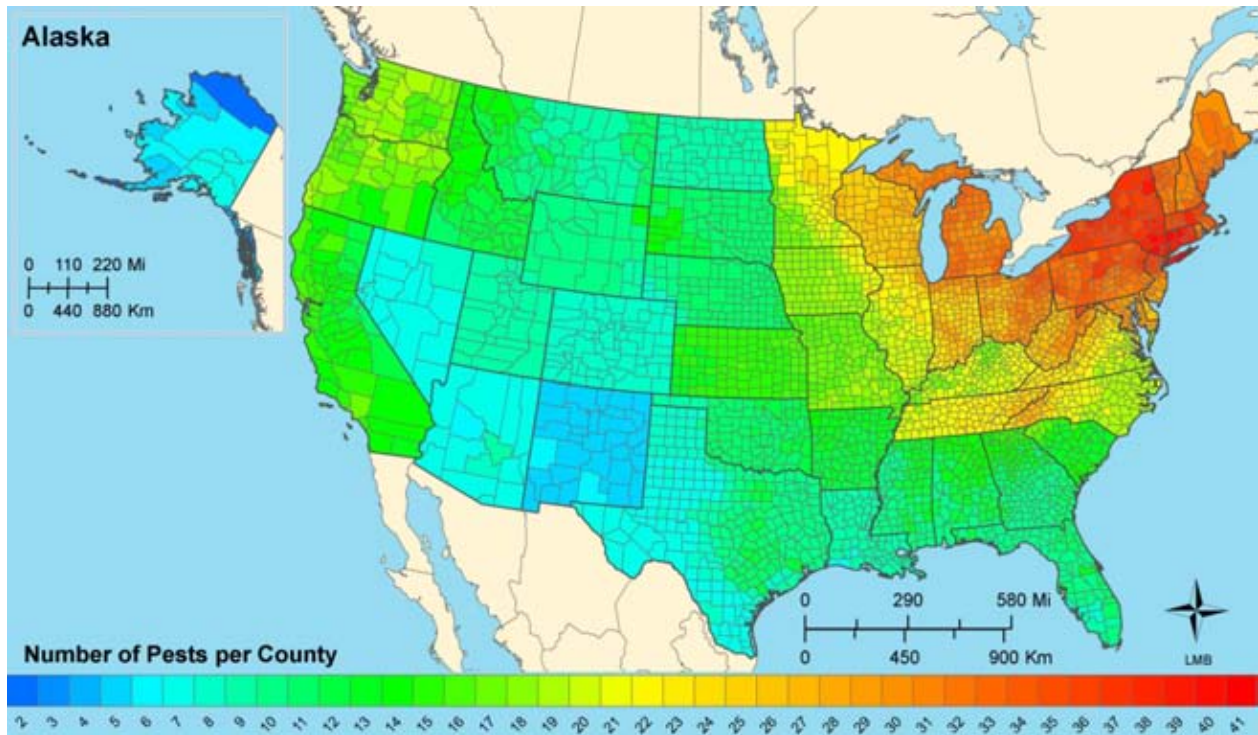 Alaska
0 110 220 Mi
0 440 880 Km
0 290 580 Mi
0 450 900 Km
LMB
Number of Pests per County
2 3 4 5 6 7 8 9 10 11 12 13 14 15 16 17 18 19 20 21 22 23 24 25 26 27 28 29 30 31 32 33 34 35 36 37 38 39 40 41